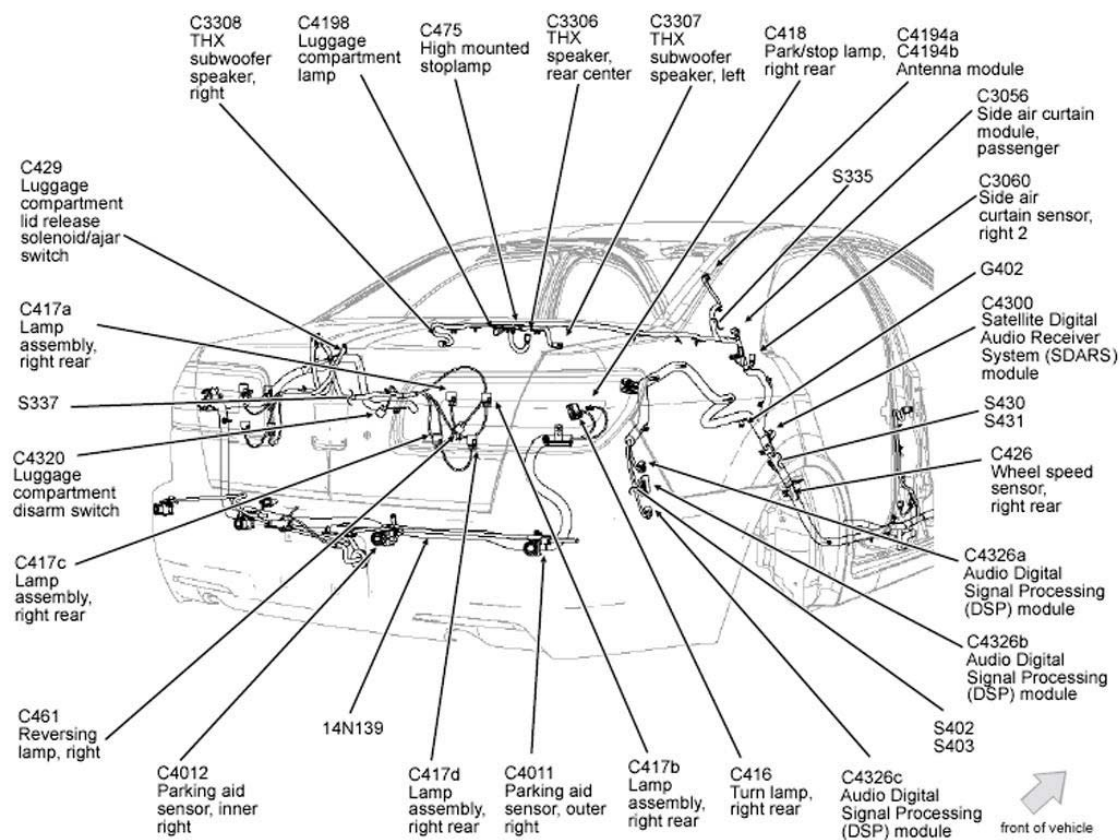 C3308
THX
subwoofer
speaker,
right
C4198
Luggage
compartment
lamp
C475
High mounted
stoplamp
C3306
THX
speaker,
rear center
C3307
THX
subwoofer
speaker, left
C418
Park/stop lamp,
right rear
C4194a
C4194b
Antenna module
C3056
Side air curtain
module,
passenger
S335
C3060
Side air
curtain sensor,
right 2
G402
C4300
Satellite Digital
Audio Receiver
System (SDARS)
module
S430
S431
C426
Wheel speed
sensor,
right rear
C4326a
Audio Digital
Signal Processing
(DSP) module
C4326b
Audio Digital
Signal Processing
(DSP) module
S402
S403
C429
Luggage
compartment
lid release
solenoid/ajar
switch
C417a
Lamp
assembly,
right rear
S337
C4320
Luggage
compartment
disarm switch
C417c
Lamp
assembly,
right rear
C461
Reversing
lamp, right
C4012
Parking aid
sensor, inner
right
14N139
C417d
Lamp
assembly,
right rear
C4011
Parking aid
sensor, outer
right
C417b
Lamp
assembly,
right rear
C416
Turn lamp,
right rear
C4326c
Audio Digital
Signal Processing
(DSP) module
front of vehicle